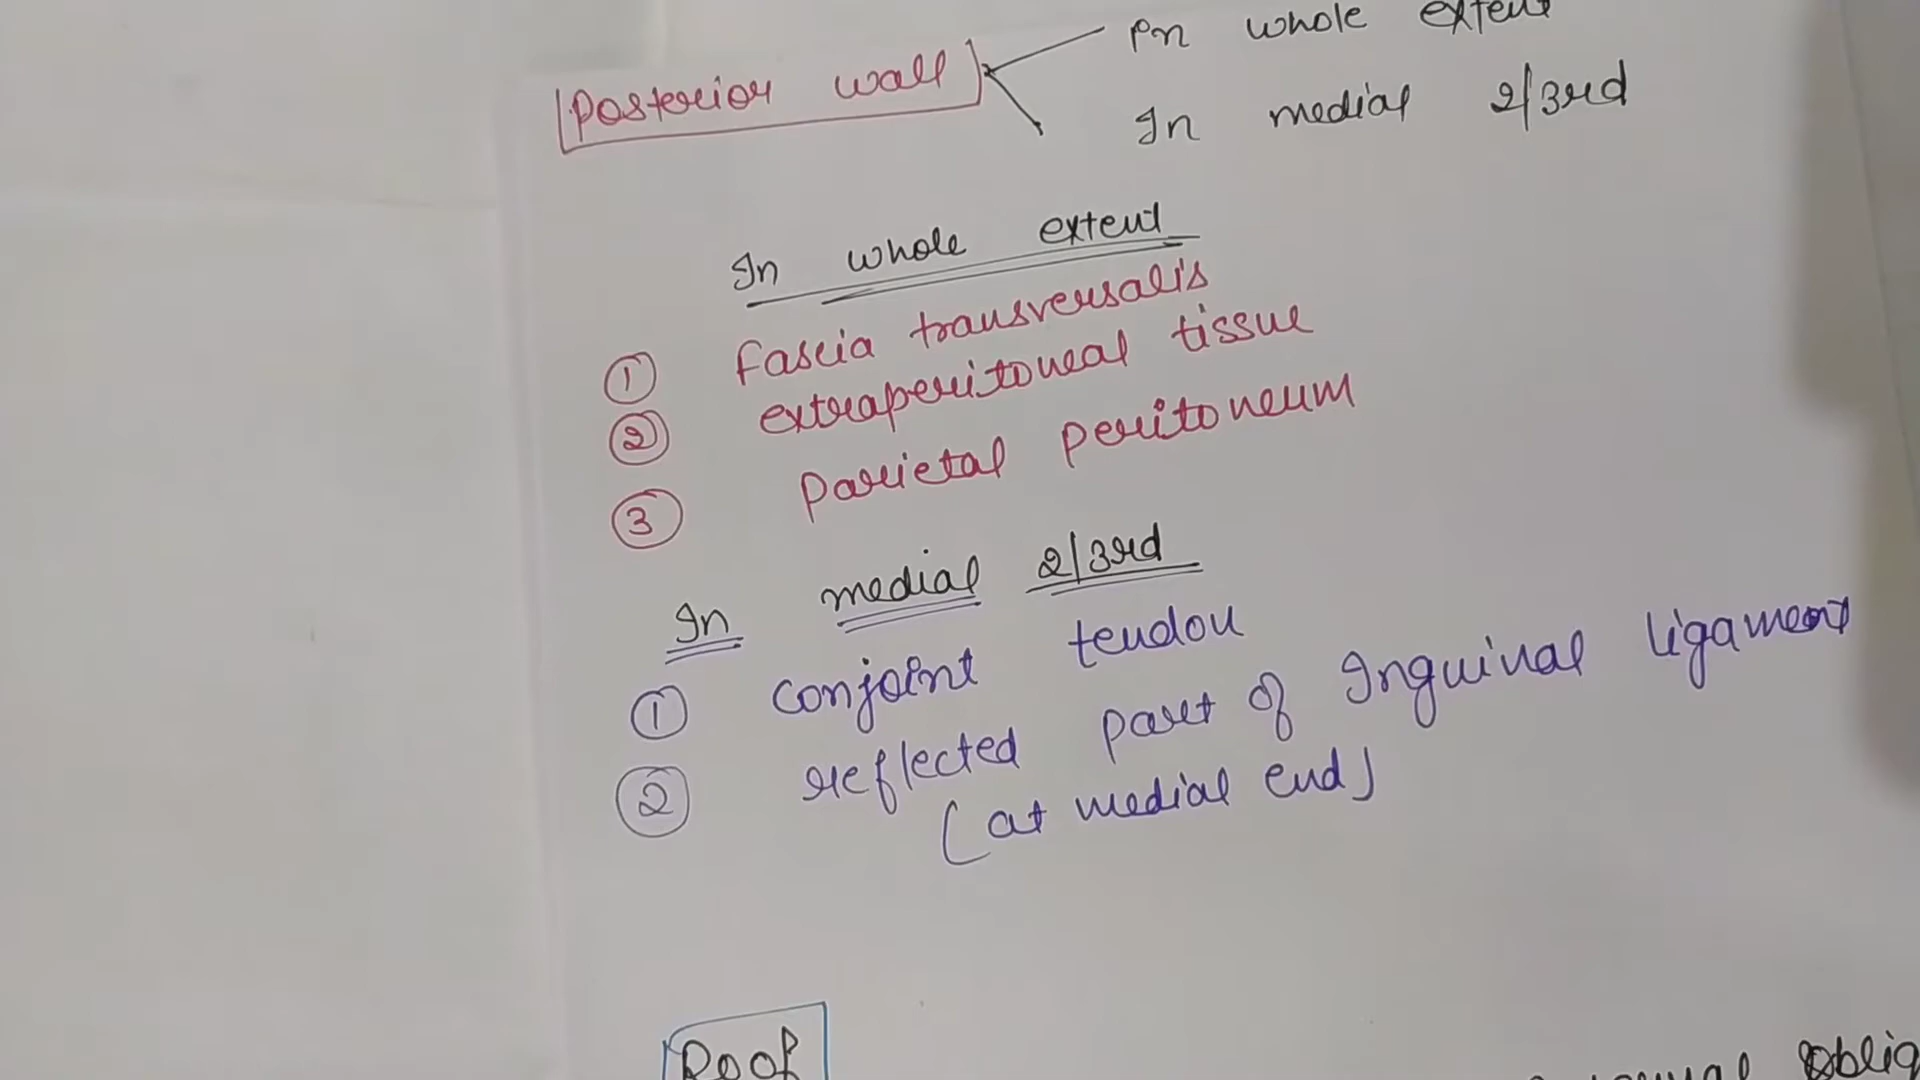 Posterior wall
In whole extent
In medial 2/3rd
In whole extent
① fascia transversalis
② extraperitoneal tissue
③ Parietal peritoneum
In medial 2/3rd
① conjoint tendon
② reflected part of Inguinal ligament
(at medial end)
Roof